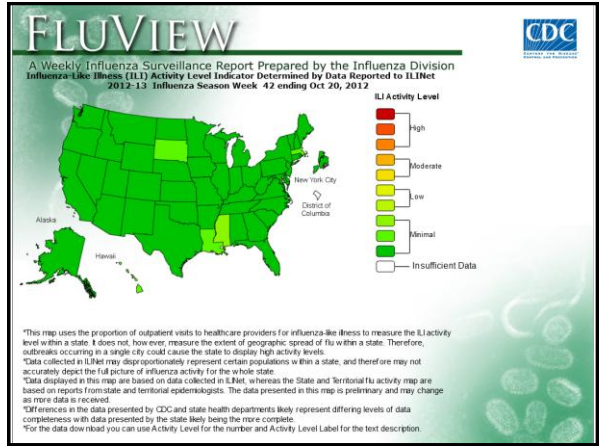 FLUVIEW
CDC
CENTERS FOR DISEASE
CONTROL AND PREVENTION
A Weekly Influenza Surveillance Report Prepared by the Influenza Division
Influenza-Like Illness (ILI) Activity Level Indicator Determined by Data Reported to ILINet
2012-13 Influenza Season Week 42 ending Oct 20, 2012
ILI Activity Level
High
Moderate
Low
Minimal
Insufficient Data
New York City
District of
Columbia
Alaska
Hawaii
*This map uses the proportion of outpatient visits to healthcare providers for influenza-like illness to measure the ILI activity
level within a state. It does not, however, measure the extent of geographic spread of flu within a state. Therefore,
outbreaks occurring in a single city could cause the state to display high activity levels.
*Data collected in ILINet may disproportionately represent certain populations within a state, and therefore may not
accurately depict the full picture of influenza activity for the whole state.
*Data displayed in this map are based on data collected in ILINet, whereas the State and Territorial flu activity map are
based on reports from state and territorial epidemiologists. The data presented in this map is preliminary and may change
as more data is received.
*Differences in the data presented by CDC and state health departments likely represent differing levels of data
completeness with data presented by the state likely being the more complete.
*For the data download you can use Activity Level for the number and Activity Level Label for the text description.